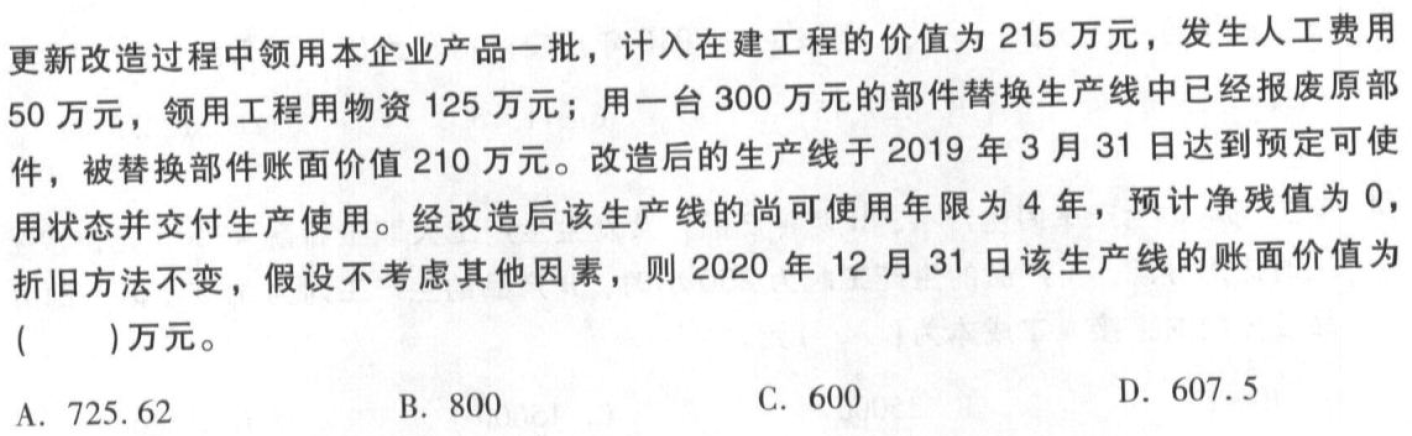 更新改造过程中领用本企业产品一批，计入在建工程的价值为 215 万元，发生人工费用
50 万元，领用工程用物资 125 万元；用一台 300 万元的部件替换生产线中已经报废原部
件，被替换部件账面价值 210 万元。改造后的生产线于 2019 年 3 月 31 日达到预定可使
用状态并交付生产使用。经改造后该生产线的尚可使用年限为 4 年，预计净残值为 0，
折旧方法不变，假设不考虑其他因素，则 2020 年 12 月 31 日该生产线的账面价值为
(　　)万元。
A. 725.62　　B. 800　　C. 600　　D. 607.5